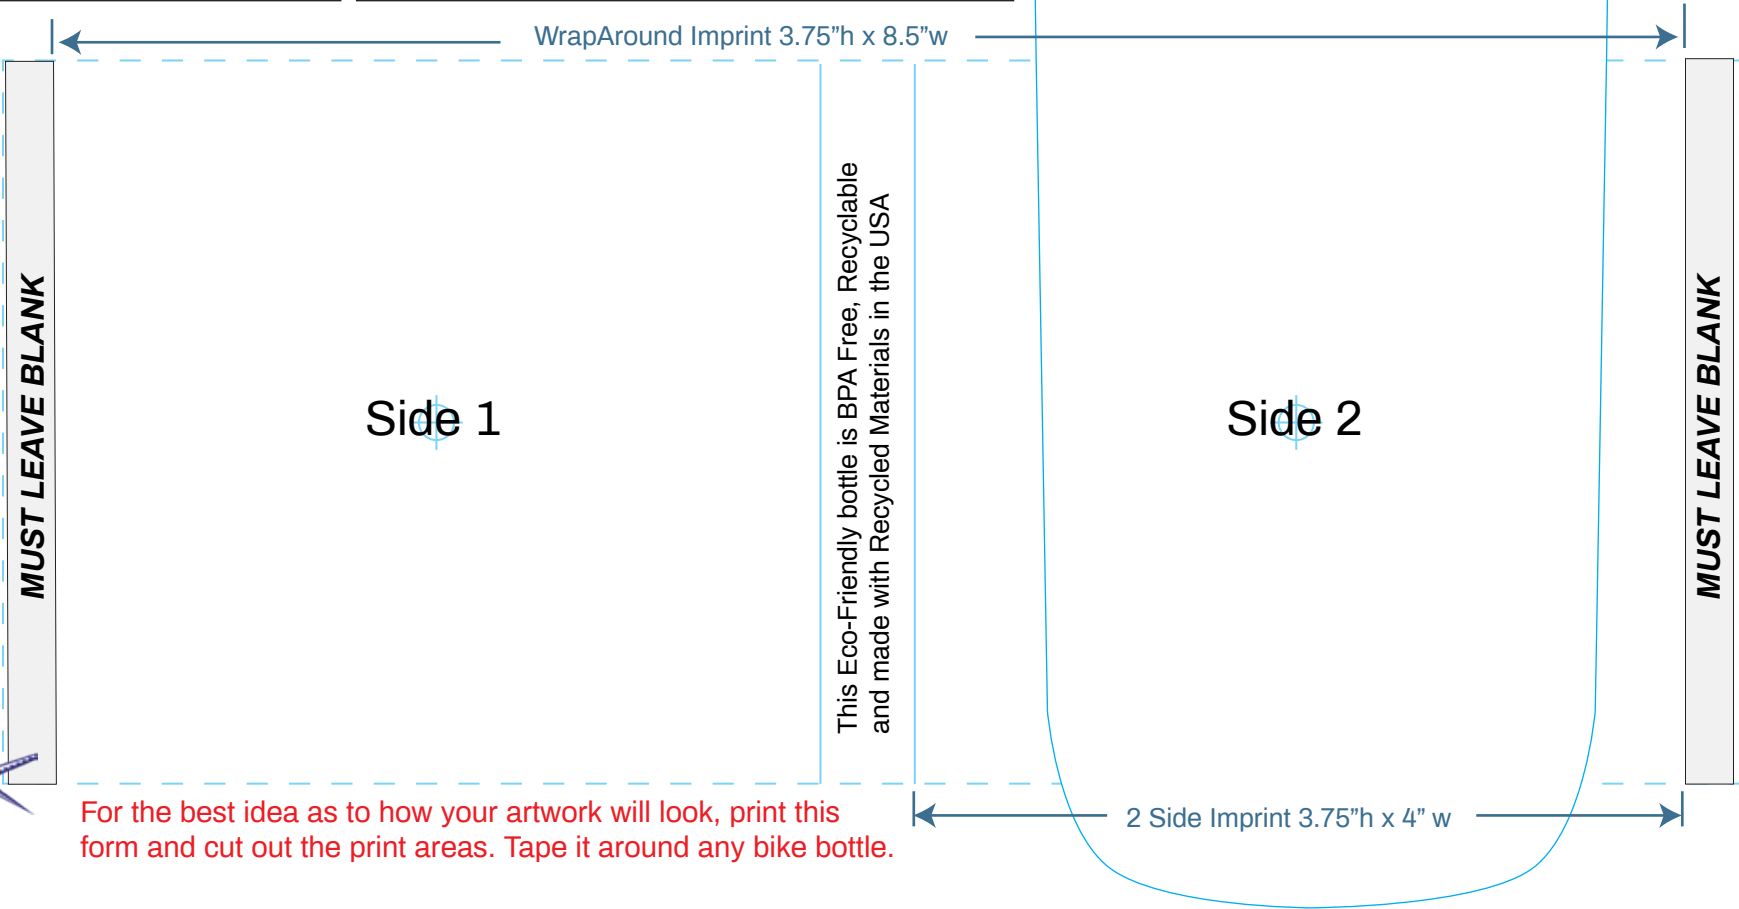 WrapAround Imprint 3.75”h x 8.5”w
MUST LEAVE BLANK
Side 1
This Eco-Friendly bottle is BPA Free, Recyclable
and made with Recycled Materials in the USA
Side 2
MUST LEAVE BLANK
For the best idea as to how your artwork will look, print this
form and cut out the print areas. Tape it around any bike bottle.
2 Side Imprint 3.75”h x 4” w